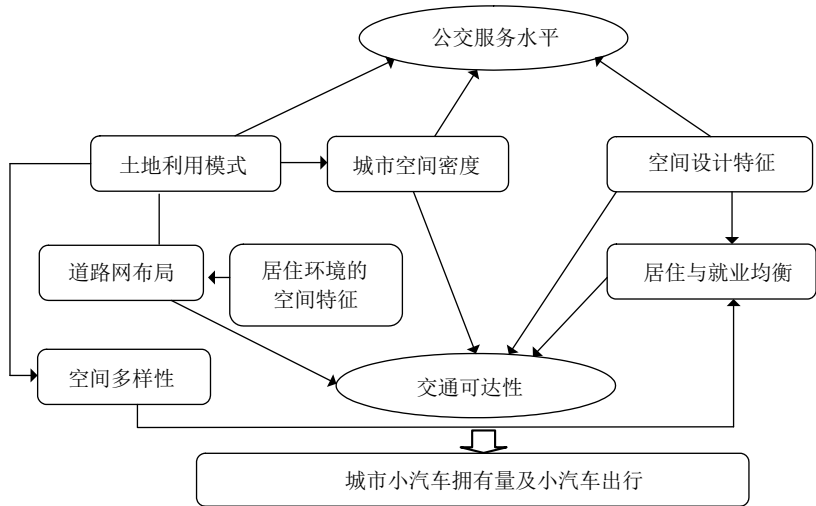 公交服务水平
土地利用模式
城市空间密度
空间设计特征
道路网布局
居住环境的
空间特征
居住与就业均衡
空间多样性
交通可达性
城市小汽车拥有量及小汽车出行